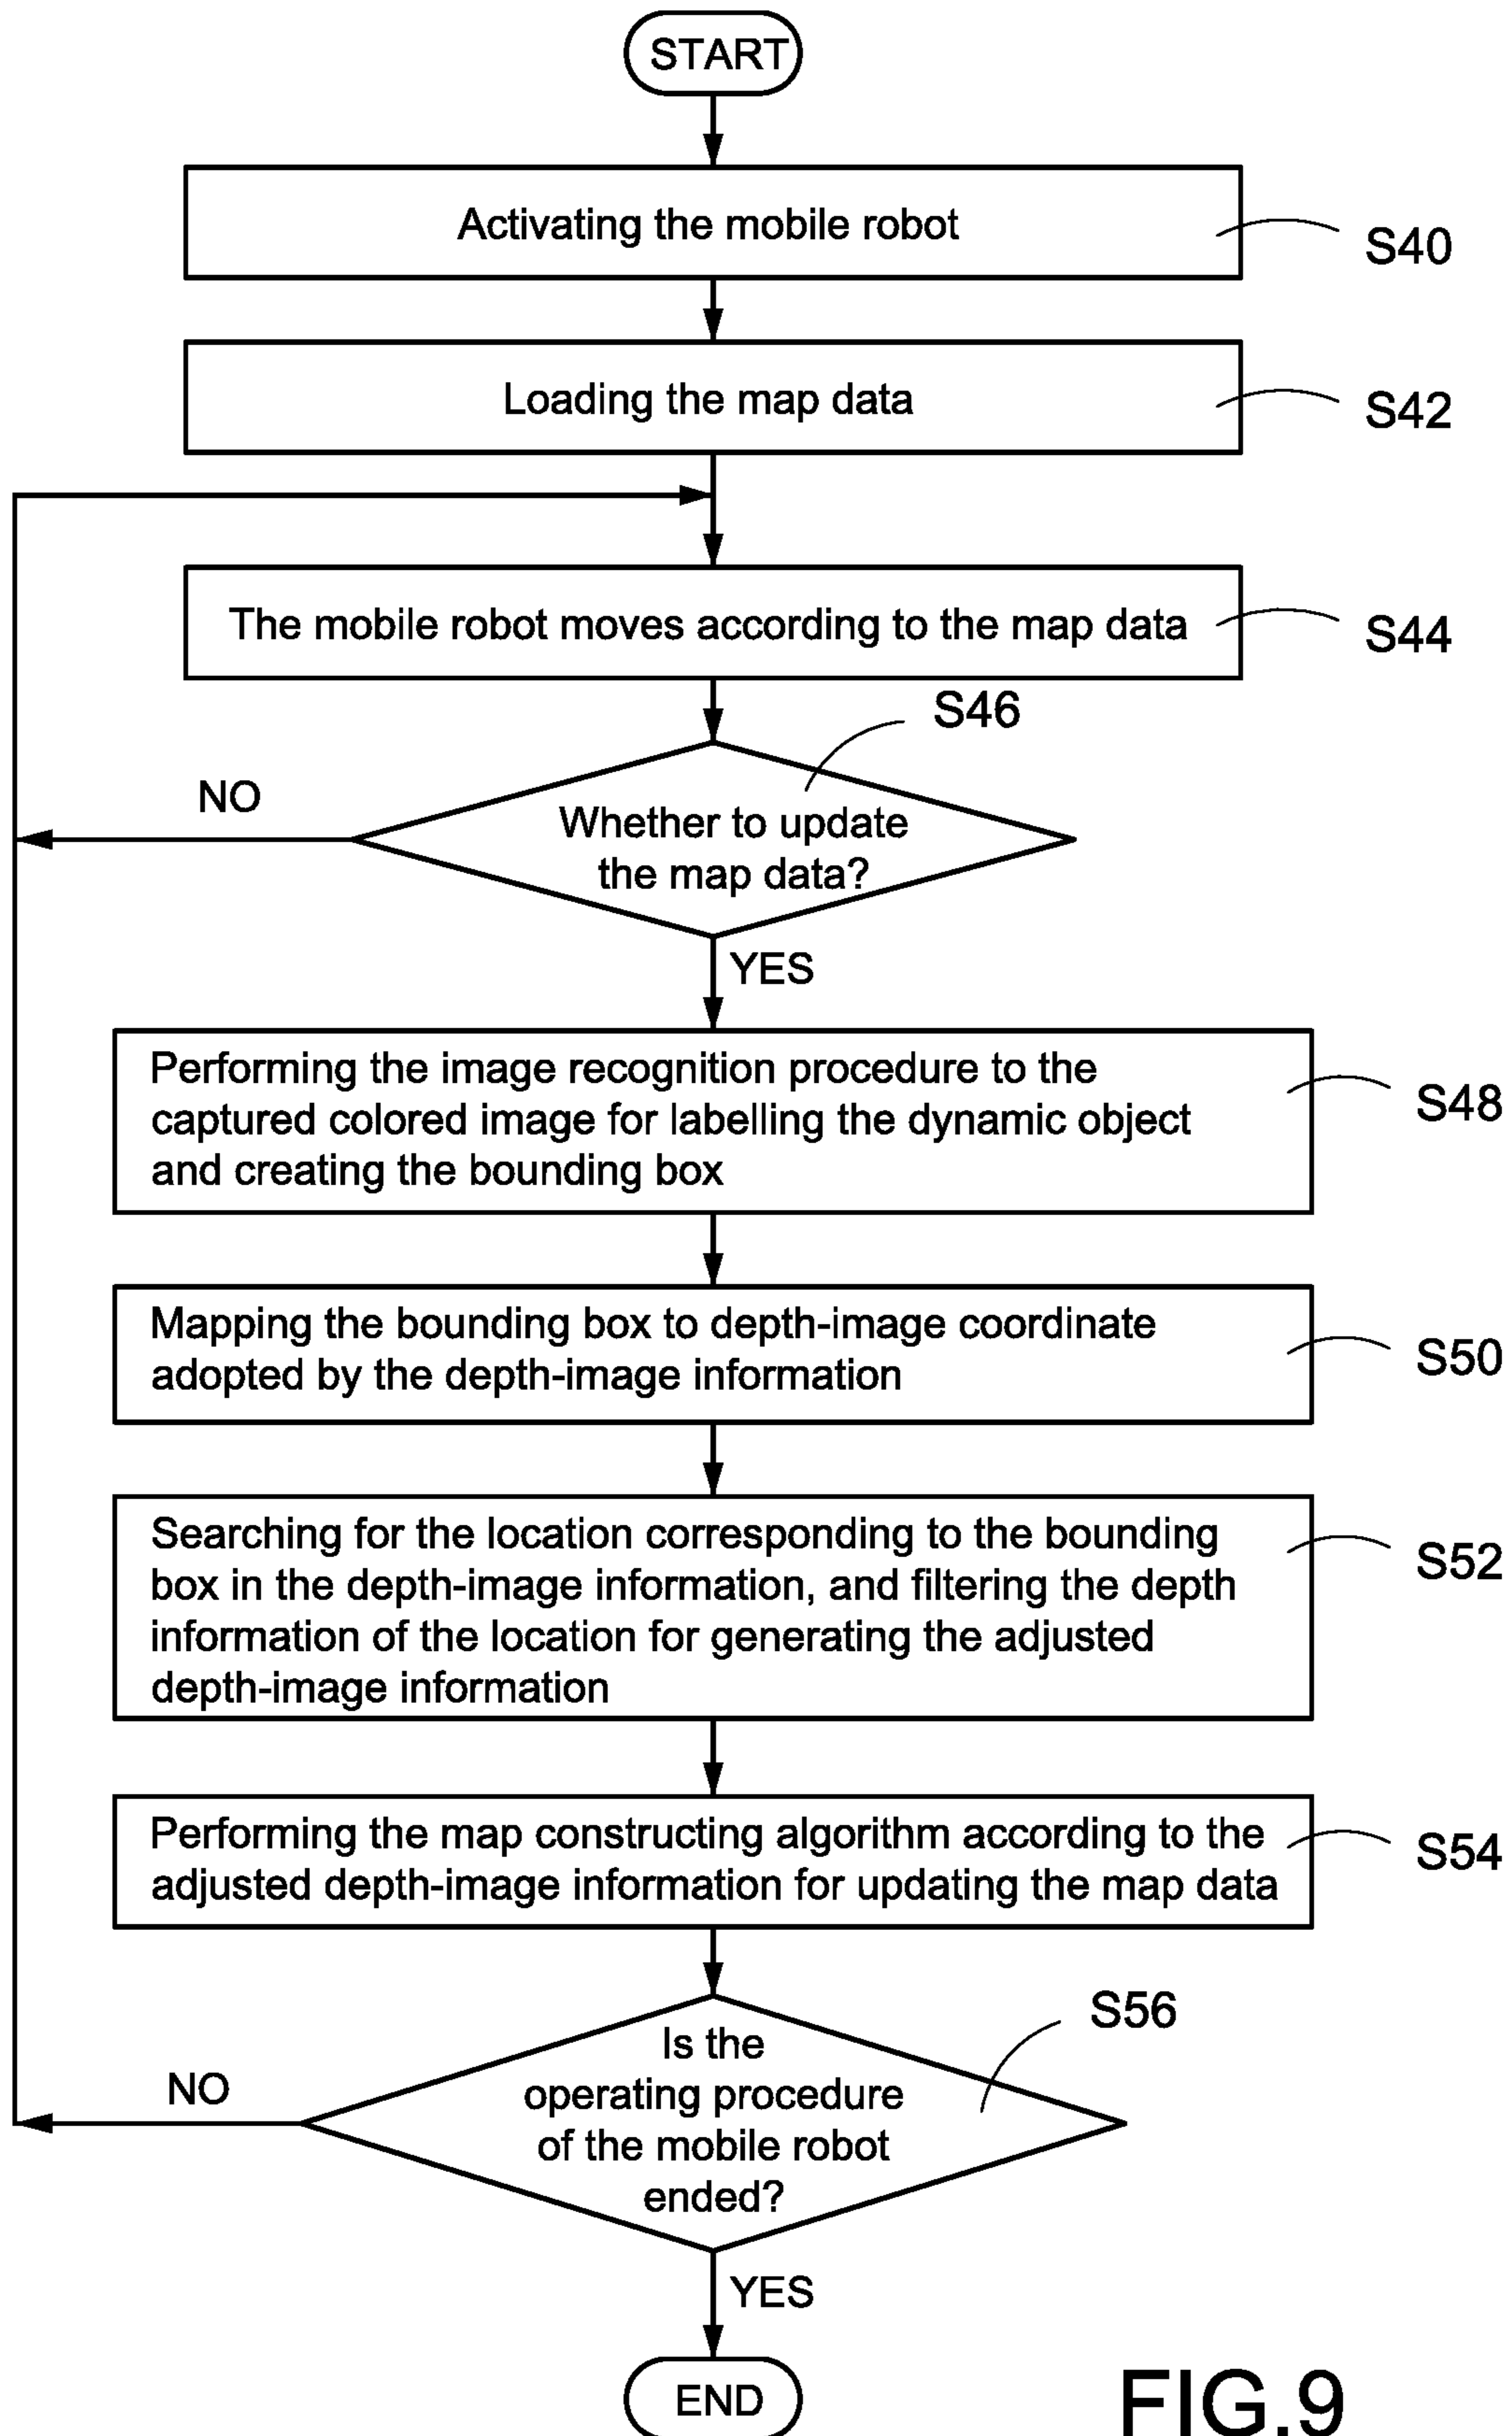 START
Activating the mobile robot
S40
Loading the map data
S42
The mobile robot moves according to the map data
S44
S46
NO
Whether to update
the map data?
YES
Performing the image recognition procedure to the
captured colored image for labelling the dynamic object
and creating the bounding box
S48
Mapping the bounding box to depth-image coordinate
adopted by the depth-image information
S50
Searching for the location corresponding to the bounding
box in the depth-image information, and filtering the depth
information of the location for generating the adjusted
depth-image information
S52
Performing the map constructing algorithm according to the
adjusted depth-image information for updating the map data
S54
S56
NO
Is the
operating procedure
of the mobile robot
ended?
YES
END
FIG.9